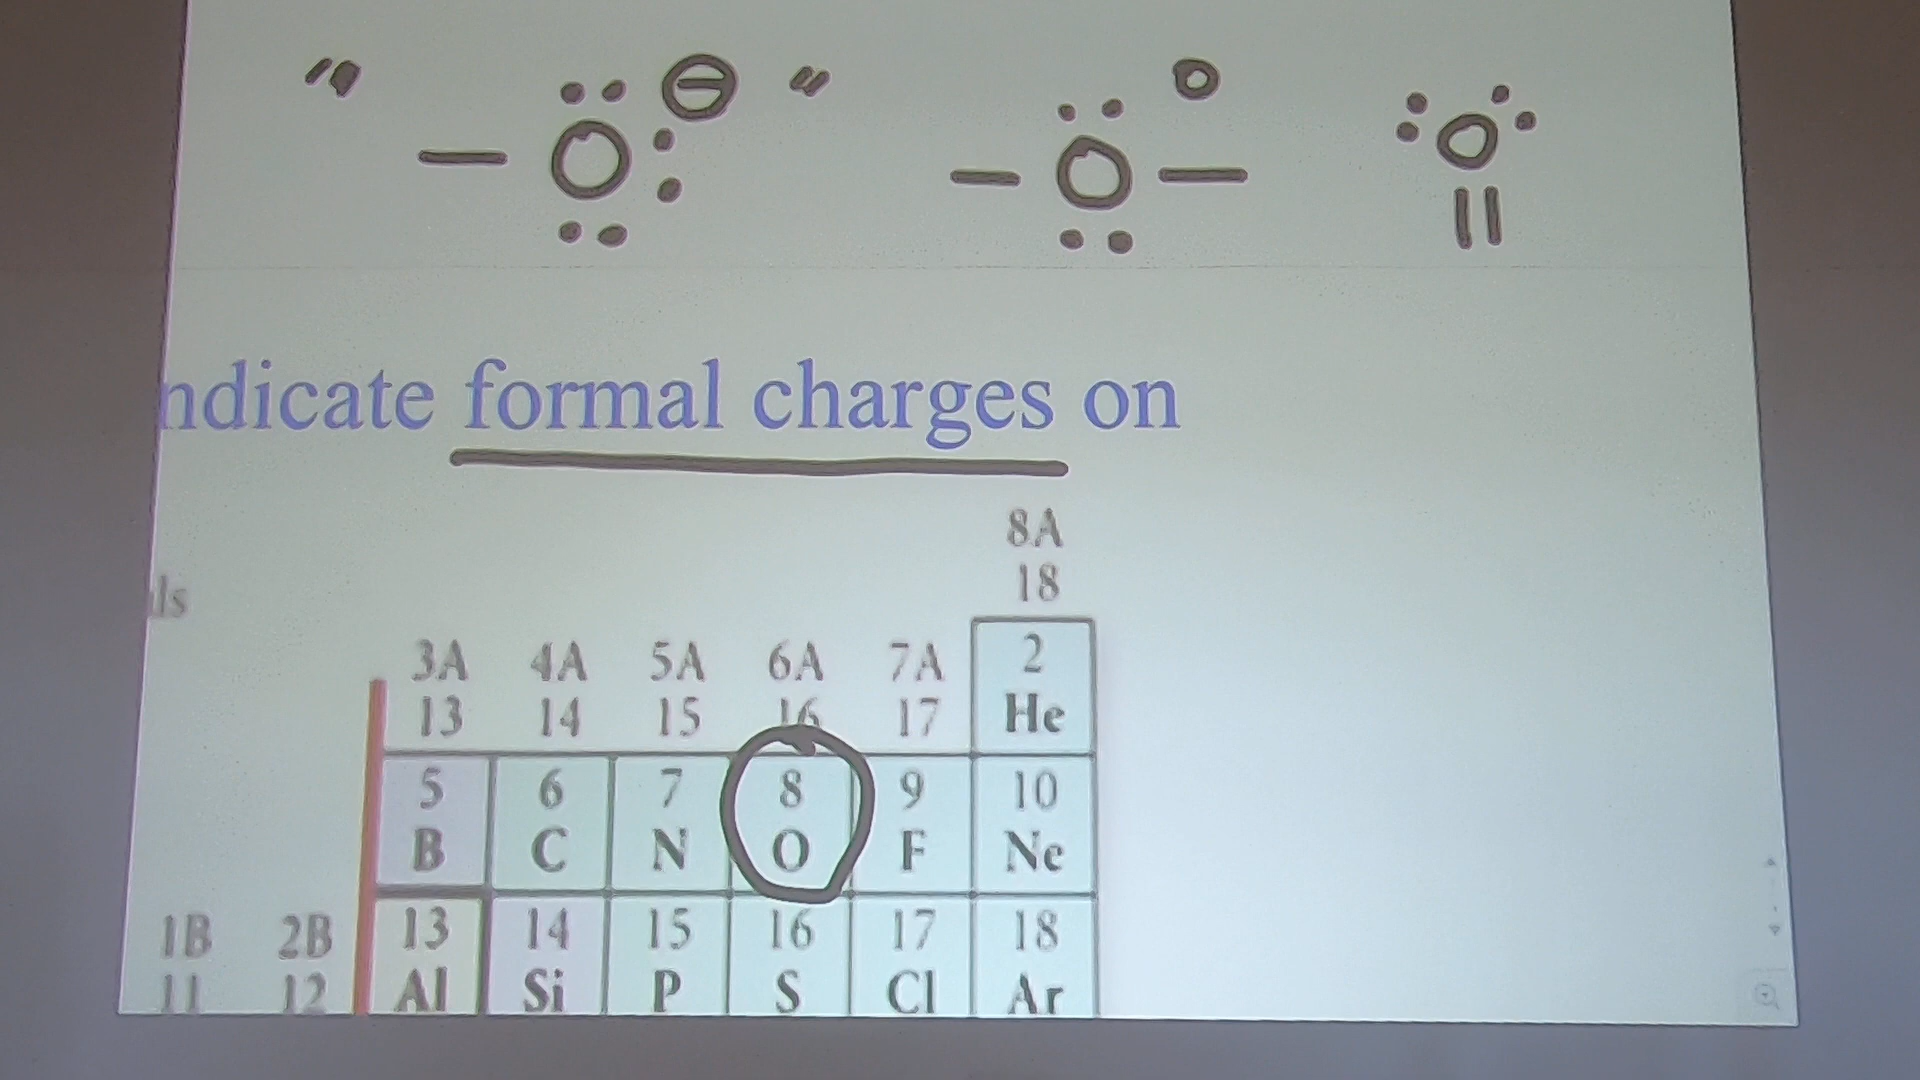 " —O: ⊖ " —O— 0 O
ndicate formal charges on
8A
18
ls
3A 4A 5A 6A 7A 2
13 14 15 16 17 He
5 6 7 8 9 10
B C N O F Ne
1B 2B 13 14 15 16 17 18
11 12 Al Si P S Cl Ar